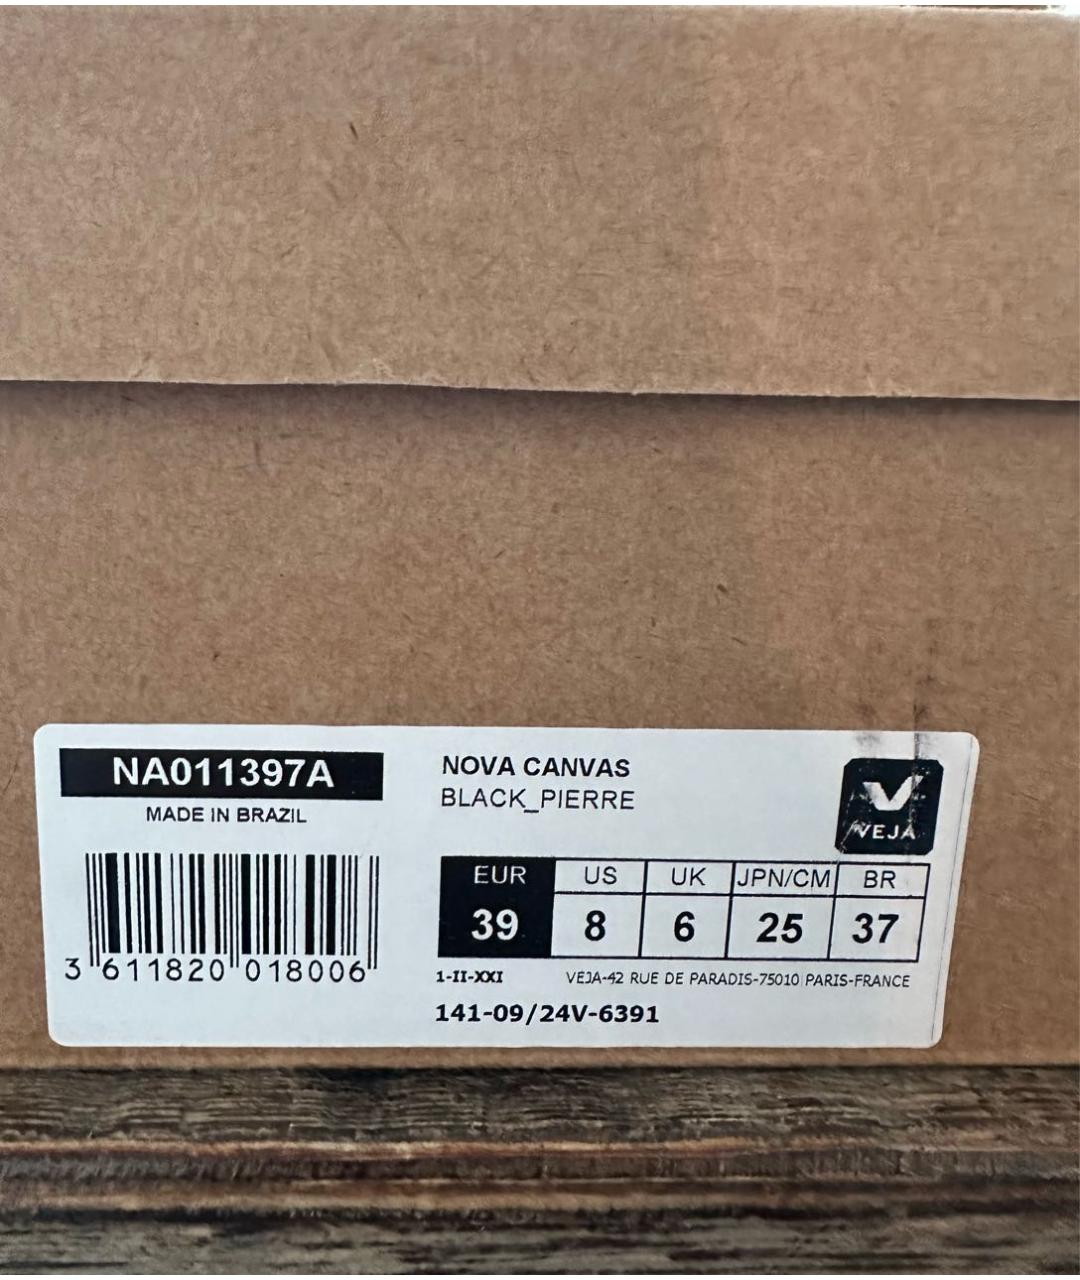 NA011397A
MADE IN BRAZIL
3 611820 018006
NOVA CANVAS
BLACK_PIERRE
VEJA
EUR US UK JPN/CM BR
39 8 6 25 37
1-II-XXI VEJA-42 RUE DE PARADIS-75010 PARIS-FRANCE
141-09/24V-6391